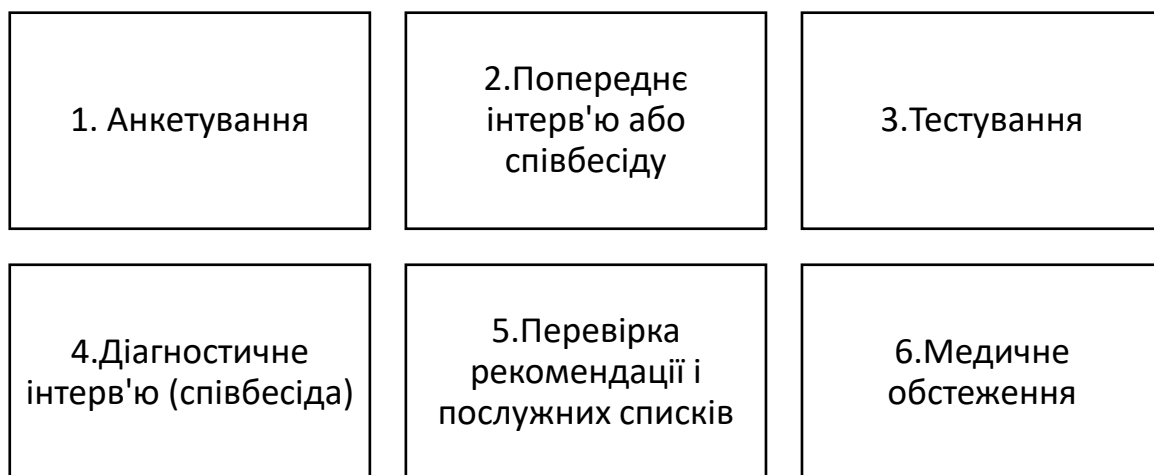 1. Анкетування
2.Попереднє
інтерв'ю або
співбесіду
3.Тестування
4.Діагностичне
інтерв'ю (співбесіда)
5.Перевірка
рекомендації і
послужних списків
6.Медичне
обстеження